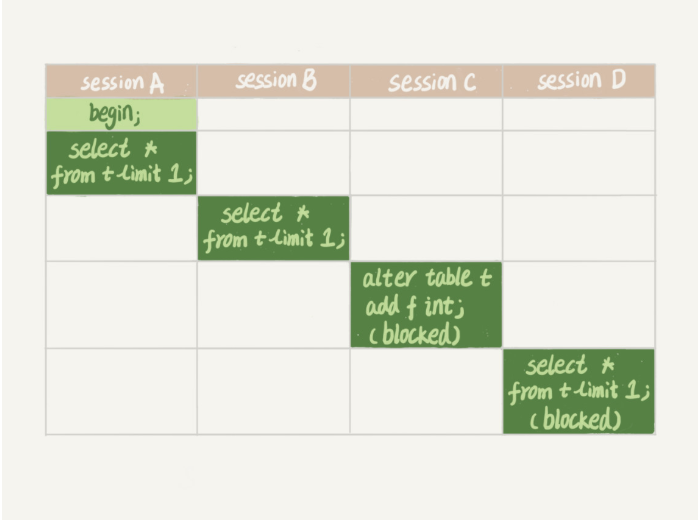 session A
session B
session C
session D
begin;
select *
from t limit 1;
select *
from t limit 1;
alter table t
add f int;
(blocked)
select *
from t limit 1;
(blocked)